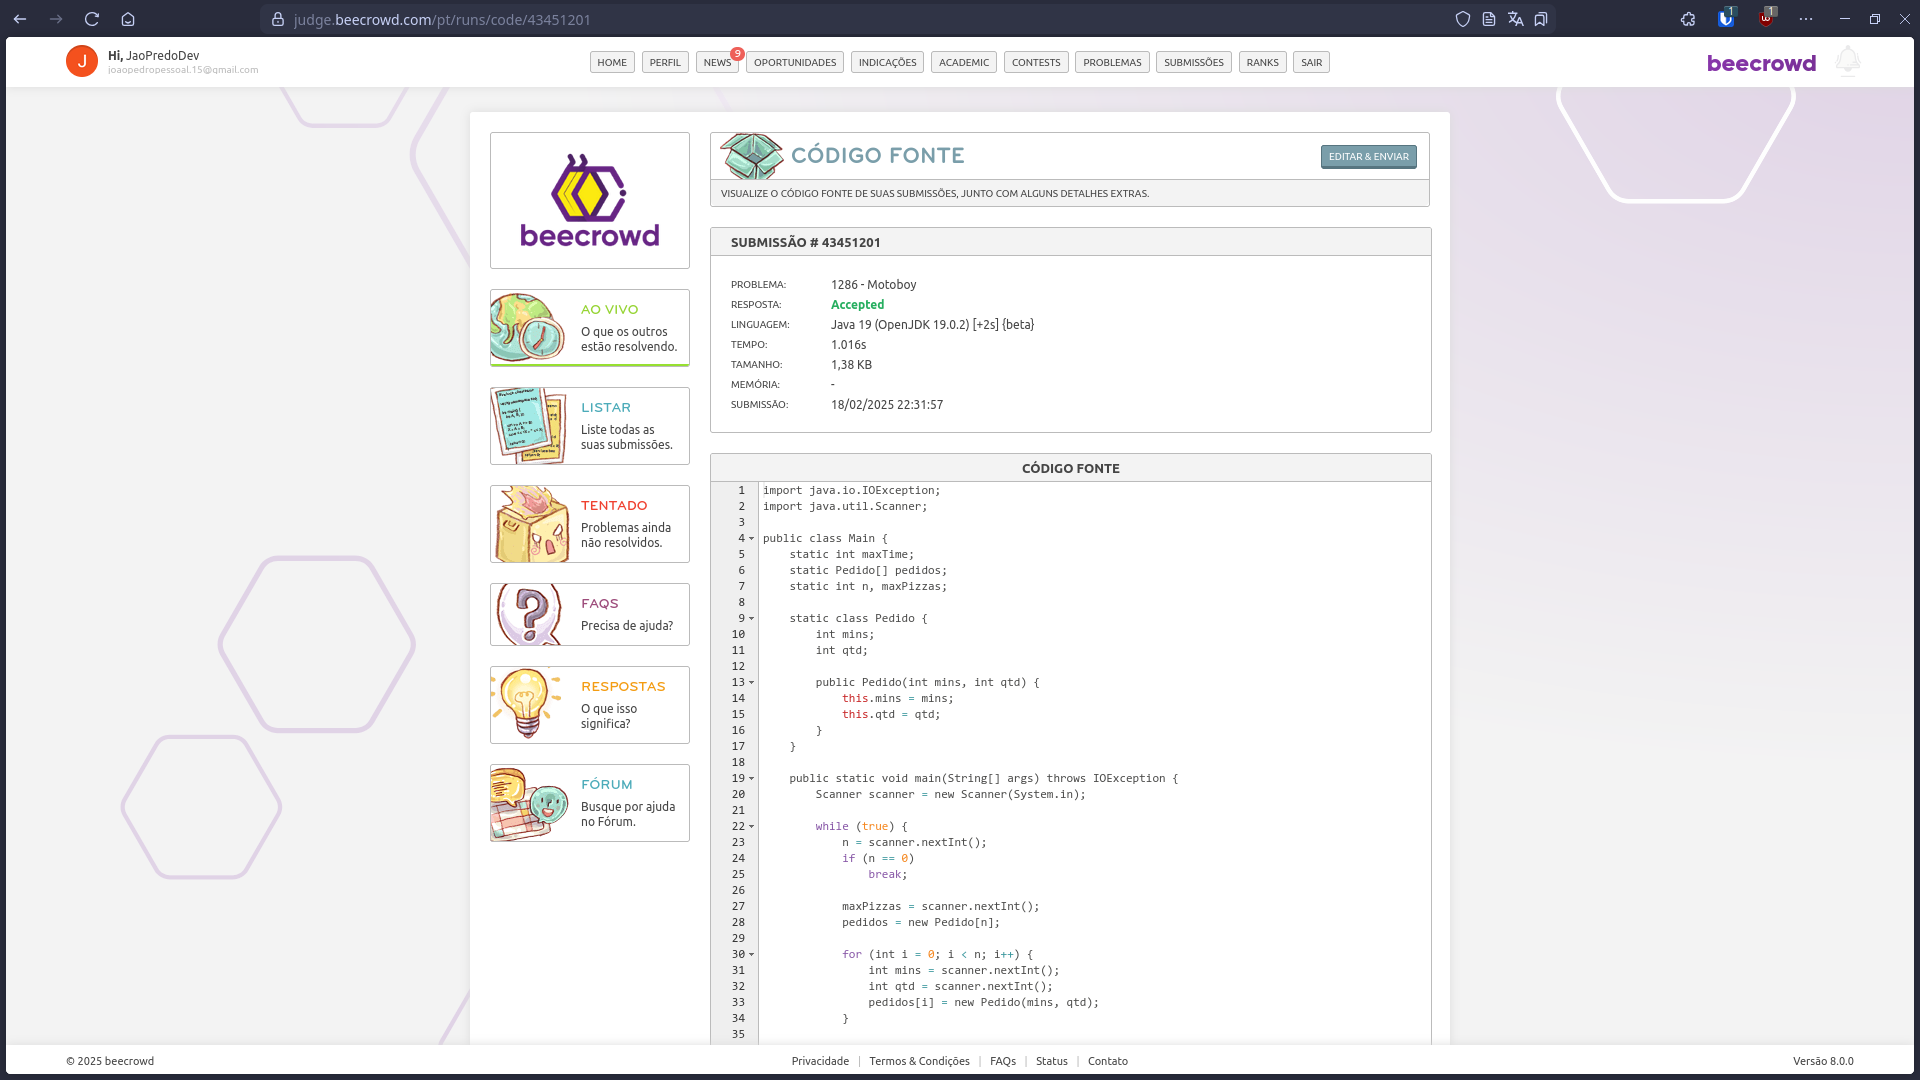 judge.beecrowd.com/pt/runs/code/43451201
1
1
J
Hi, JaoPredoDev
joaopedropessoal.15@gmail.com
HOME
PERFIL
NEWS
9
OPORTUNIDADES
INDICAÇÕES
ACADEMIC
CONTESTS
PROBLEMAS
SUBMISSÕES
RANKS
SAIR
beecrowd
beecrowd
AO VIVO
O que os outros
estão resolvendo.
LISTAR
Liste todas as
suas submissões.
TENTADO
Problemas ainda
não resolvidos.
FAQS
Precisa de ajuda?
RESPOSTAS
O que isso
significa?
FÓRUM
Busque por ajuda
no Fórum.
CÓDIGO FONTE
EDITAR & ENVIAR
VISUALIZE O CÓDIGO FONTE DE SUAS SUBMISSÕES, JUNTO COM ALGUNS DETALHES EXTRAS.
SUBMISSÃO # 43451201
PROBLEMA: 1286 - Motoboy
RESPOSTA: Accepted
LINGUAGEM: Java 19 (OpenJDK 19.0.2) [+2s] {beta}
TEMPO: 1.016s
TAMANHO: 1,38 KB
MEMÓRIA: -
SUBMISSÃO: 18/02/2025 22:31:57
CÓDIGO FONTE
1 import java.io.IOException;
2 import java.util.Scanner;
3
4 public class Main {
5     static int maxTime;
6     static Pedido[] pedidos;
7     static int n, maxPizzas;
8
9     static class Pedido {
10         int mins;
11         int qtd;
12
13         public Pedido(int mins, int qtd) {
14             this.mins = mins;
15             this.qtd = qtd;
16         }
17     }
18
19     public static void main(String[] args) throws IOException {
20         Scanner scanner = new Scanner(System.in);
21
22         while (true) {
23             n = scanner.nextInt();
24             if (n == 0)
25                 break;
26
27             maxPizzas = scanner.nextInt();
28             pedidos = new Pedido[n];
29
30             for (int i = 0; i < n; i++) {
31                 int mins = scanner.nextInt();
32                 int qtd = scanner.nextInt();
33                 pedidos[i] = new Pedido(mins, qtd);
34             }
35
© 2025 beecrowd
Privacidade | Termos & Condições | FAQs | Status | Contato
Versão 8.0.0